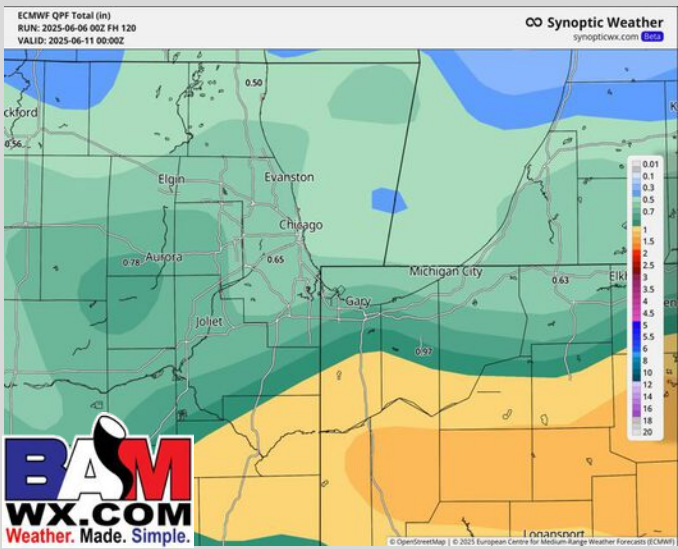 ECMWF QPF Total (in)
RUN: 2025-06-06 00Z FH 120
VALID: 2025-06-11 00:00Z
Synoptic Weather
synopticwx.com Beta
0.50
ckford
0.56
Elgin
Evanston
Chicago
0.78
Aurora
0.65
Michigan City
0.63
Elkh
Gary
Joliet
0.97
Logansport
0.01
0.1
0.3
0.5
0.7
1
1.5
2
2.5
3
3.5
4
4.5
5
5.5
6
8
10
12
14
16
18
20
BAM
WX.COM
Weather. Made. Simple.
© OpenStreetMap | © 2025 European Centre for Medium-Range Weather Forecasts (ECMWF)